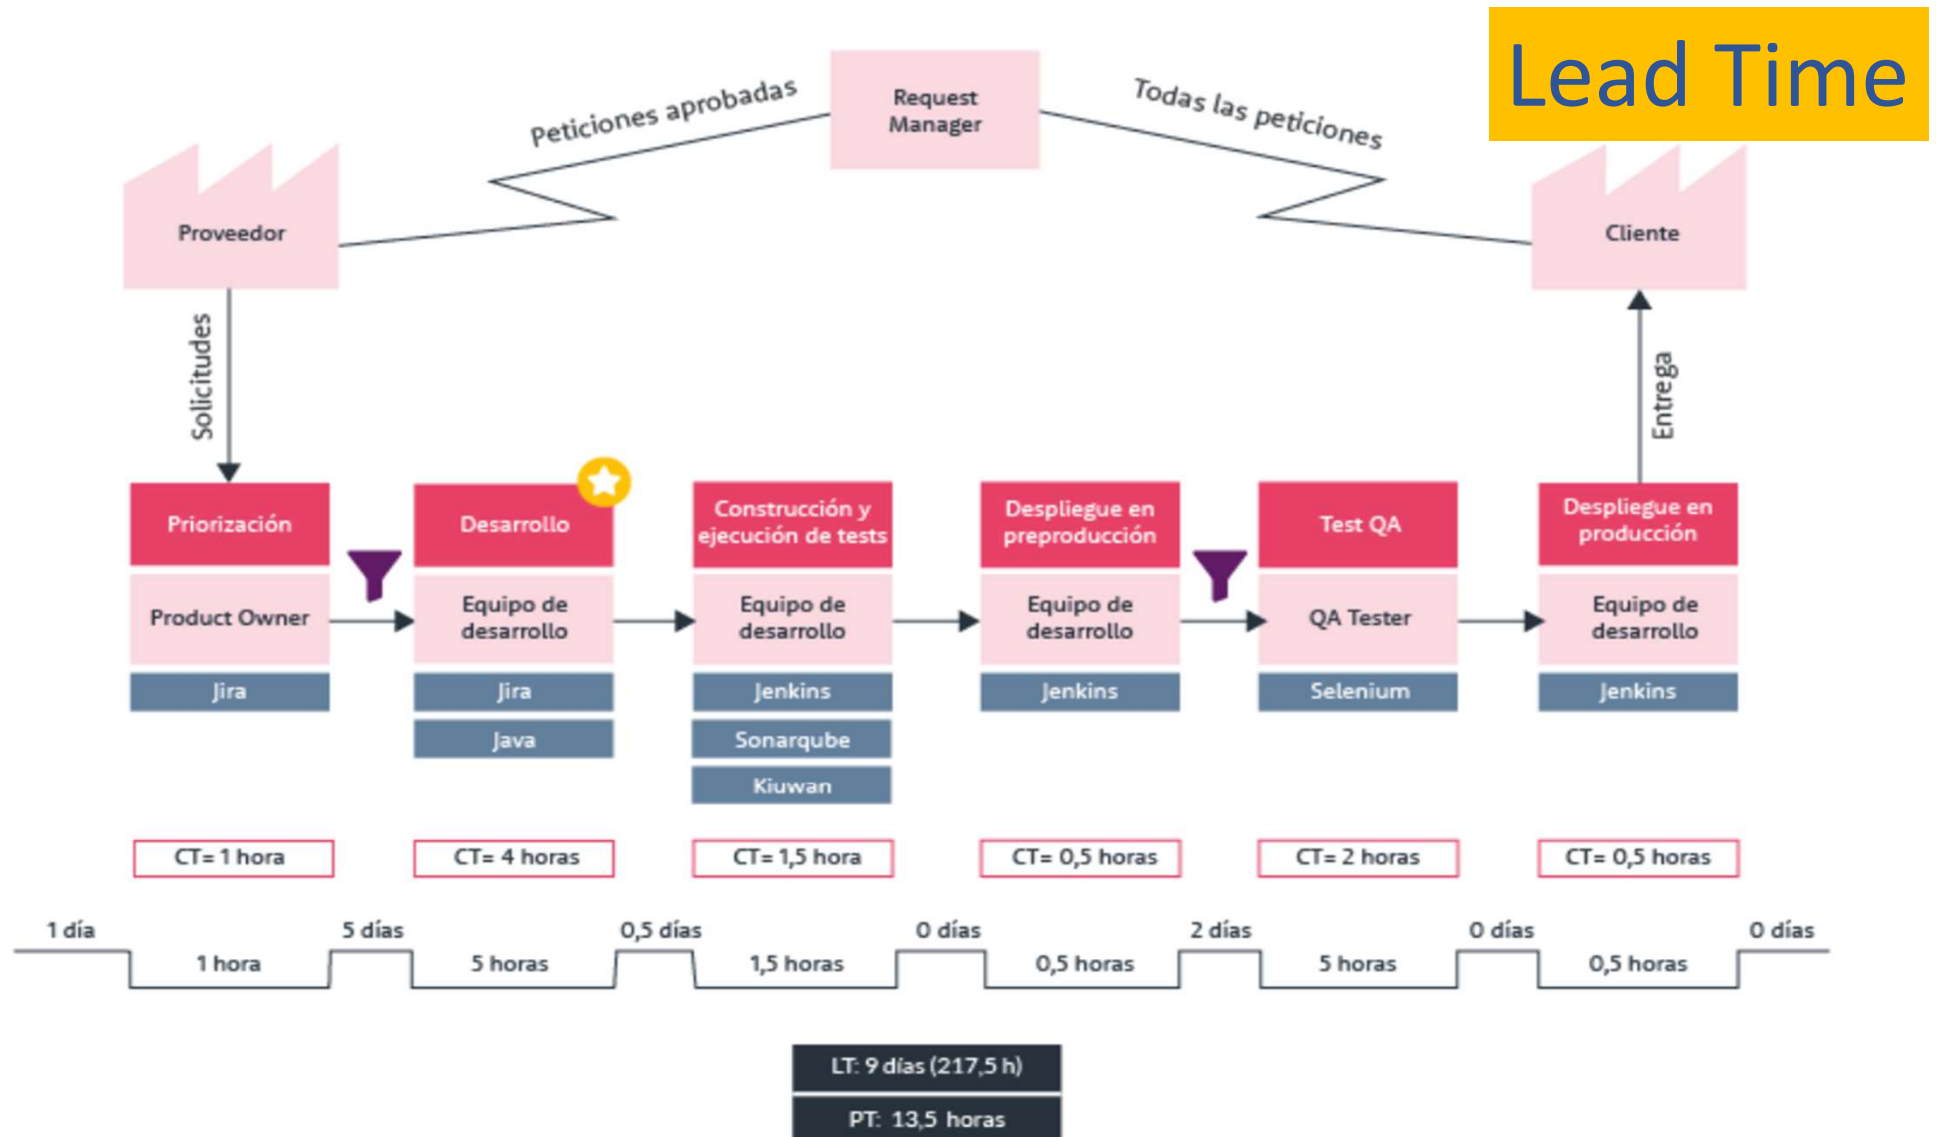 Lead Time
Peticiones aprobadas
Request
Manager
Todas las peticiones
Proveedor
Cliente
Solicitudes
Entrega
Priorización
Desarrollo
Construcción y
ejecución de tests
Despliegue en
preproducción
Test QA
Despliegue en
producción
Product Owner
Equipo de
desarrollo
Equipo de
desarrollo
Equipo de
desarrollo
QA Tester
Equipo de
desarrollo
Jira
Jira
Jenkins
Jenkins
Selenium
Jenkins
Java
Sonarqube
Kiuwan
CT= 1 hora
CT= 4 horas
CT= 1,5 hora
CT= 0,5 horas
CT= 2 horas
CT= 0,5 horas
1 día
5 días
0,5 días
0 días
2 días
0 días
0 días
1 hora
5 horas
1,5 horas
0,5 horas
5 horas
0,5 horas
LT: 9 días (217,5 h)
PT: 13,5 horas